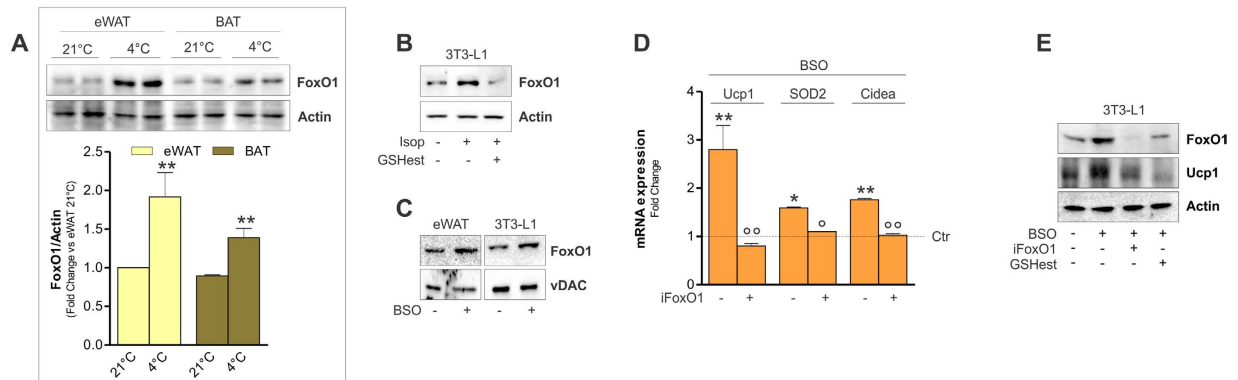 A
eWAT BAT
21°C 4°C 21°C 4°C
FoxO1
Actin
eWAT BAT
FoxO1/Actin
(Fold Change vs eWAT 21°C)
2.5
2.0
1.5
1.0
0.5
0.0
** **
21°C 4°C 21°C 4°C
B
3T3-L1
FoxO1
Actin
Isop - + +
GSHest - - +
C
eWAT 3T3-L1
FoxO1
vDAC
BSO - + - +
D
BSO
Ucp1 SOD2 Cidea
mRNA expression
Fold Change
4
3
2
1
0
** °° * ° ** °°
Ctr
iFoxO1 - + - + - +
E
3T3-L1
FoxO1
Ucp1
Actin
BSO - + + +
iFoxO1 - - + -
GSHest - - - +